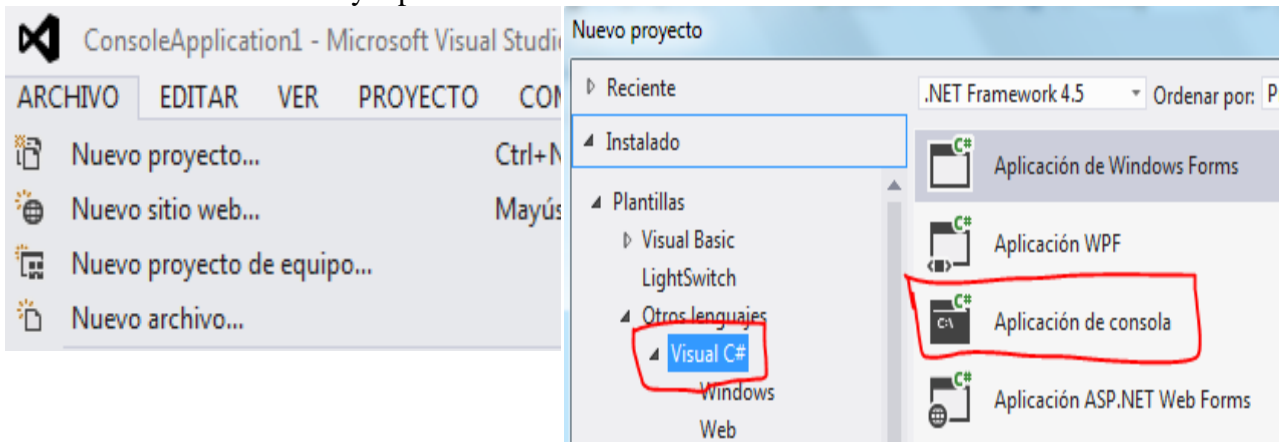 ConsoleApplication1 - Microsoft Visual Studi
ARCHIVO EDITAR VER PROYECTO
Nuevo proyecto... Ctrl+N
Nuevo sitio web... Mayús
Nuevo proyecto de equipo...
Nuevo archivo...
Nuevo proyecto
Reciente
.NET Framework 4.5 Ordenar por: P
Instalado
Plantillas
Visual Basic
LightSwitch
Otros lenguajes
Visual C#
Windows
Web
C# Aplicación de Windows Forms
C# Aplicación WPF
C# C:\ Aplicación de consola
C# Aplicación ASP.NET Web Forms